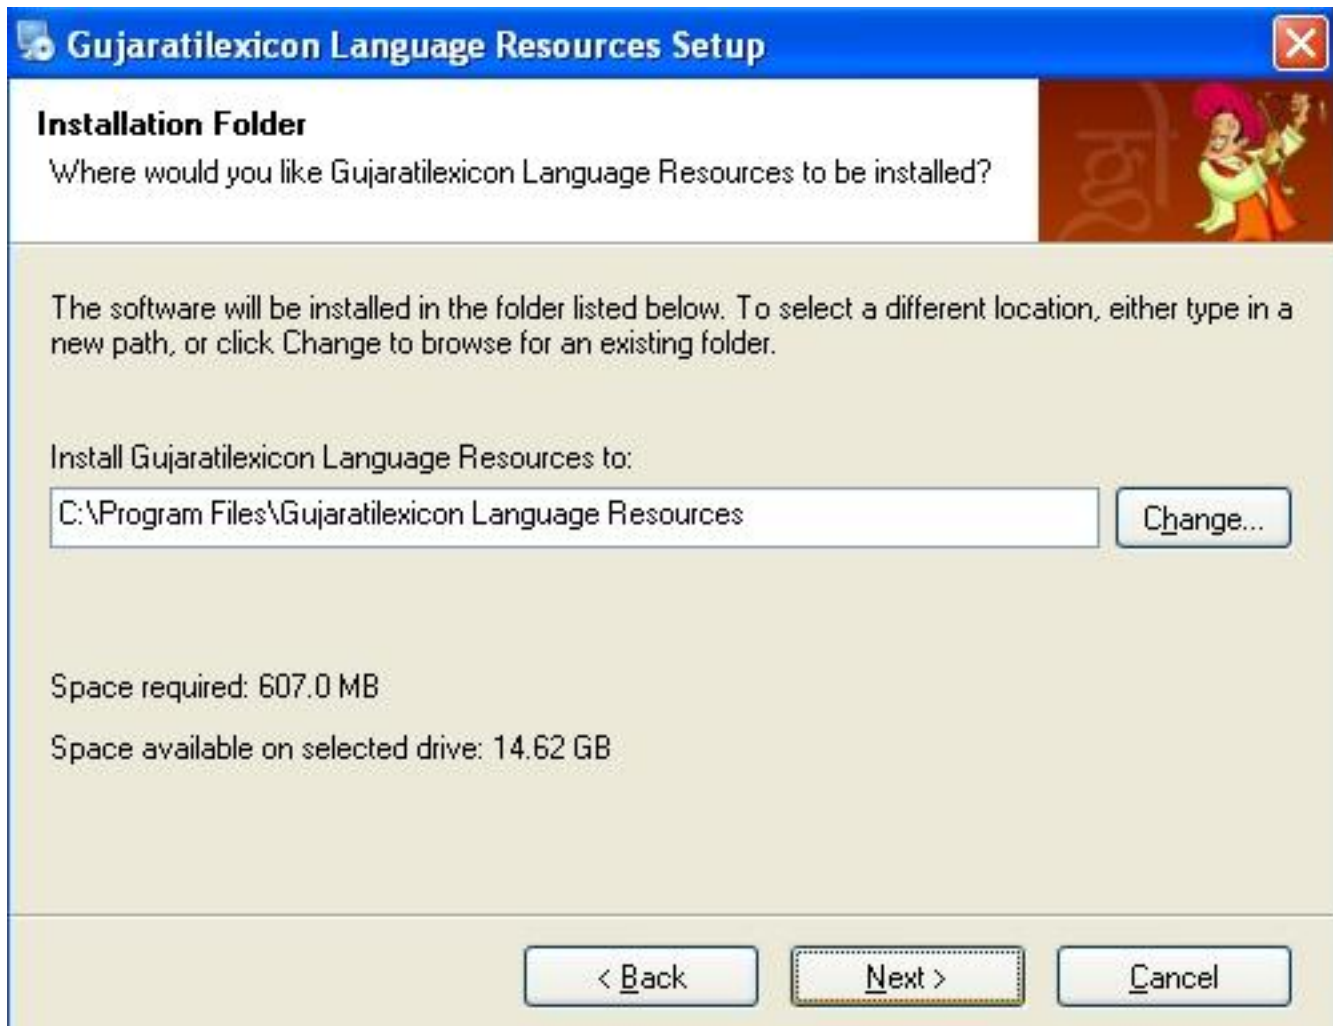 Gujaratilexicon Language Resources Setup
Installation Folder
Where would you like Gujaratilexicon Language Resources to be installed?
The software will be installed in the folder listed below. To select a different location, either type in a
new path, or click Change to browse for an existing folder.
Install Gujaratilexicon Language Resources to:
C:\Program Files\Gujaratilexicon Language Resources
Change...
Space required: 607.0 MB
Space available on selected drive: 14.62 GB
< Back
Next >
Cancel